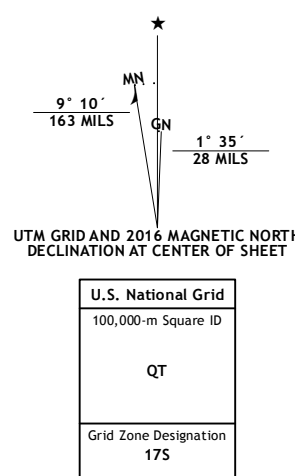 ★
MN
GN
9° 10´
163 MILS
1° 35´
28 MILS
UTM GRID AND 2016 MAGNETIC NORTH
DECLINATION AT CENTER OF SHEET
U.S. National Grid
100,000-m Square ID
QT
Grid Zone Designation
17S